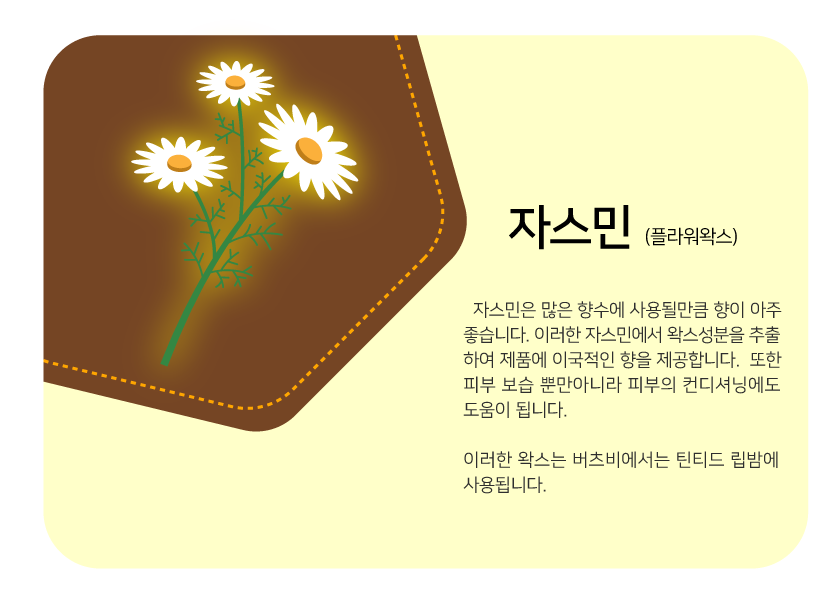 자스민 (플라워왁스)
자스민은 많은 향수에 사용될만큼 향이 아주
좋습니다. 이러한 자스민에서 왁스성분을 추출
하여 제품에 이국적인 향을 제공합니다. 또한
피부 보습 뿐만아니라 피부의 컨디셔닝에도
도움이 됩니다.
이러한 왁스는 버츠비에서는 틴티드 립밤에
사용됩니다.